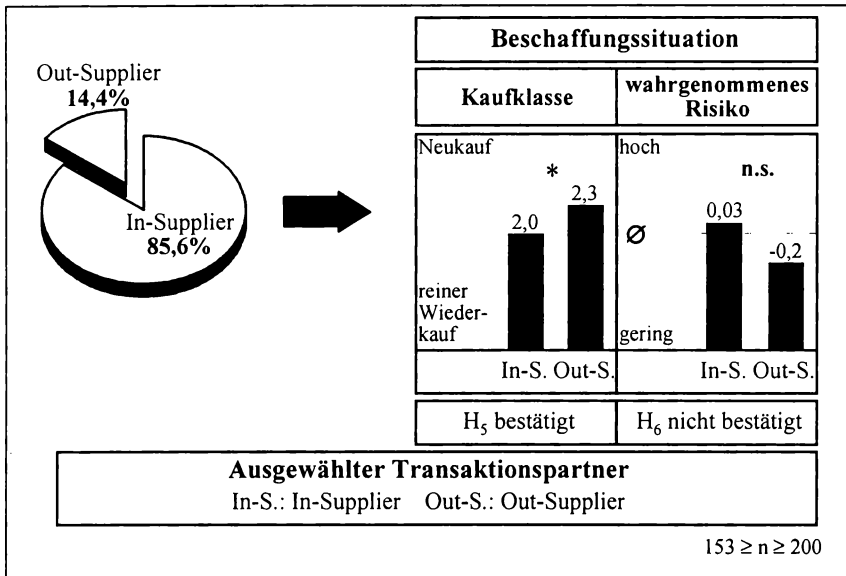 Out-Supplier
14,4%
In-Supplier
85,6%
Beschaffungssituation
Kaufklasse
wahrgenommenes
Risiko
Neukauf
*
2,0
2,3
reiner
Wieder-
kauf
In-S. Out-S.
hoch
n.s.
0,03
Ø
-0,2
gering
In-S. Out-S.
H₅ bestätigt
H₆ nicht bestätigt
Ausgewählter Transaktionspartner
In-S.: In-Supplier Out-S.: Out-Supplier
153 ≥ n ≥ 200